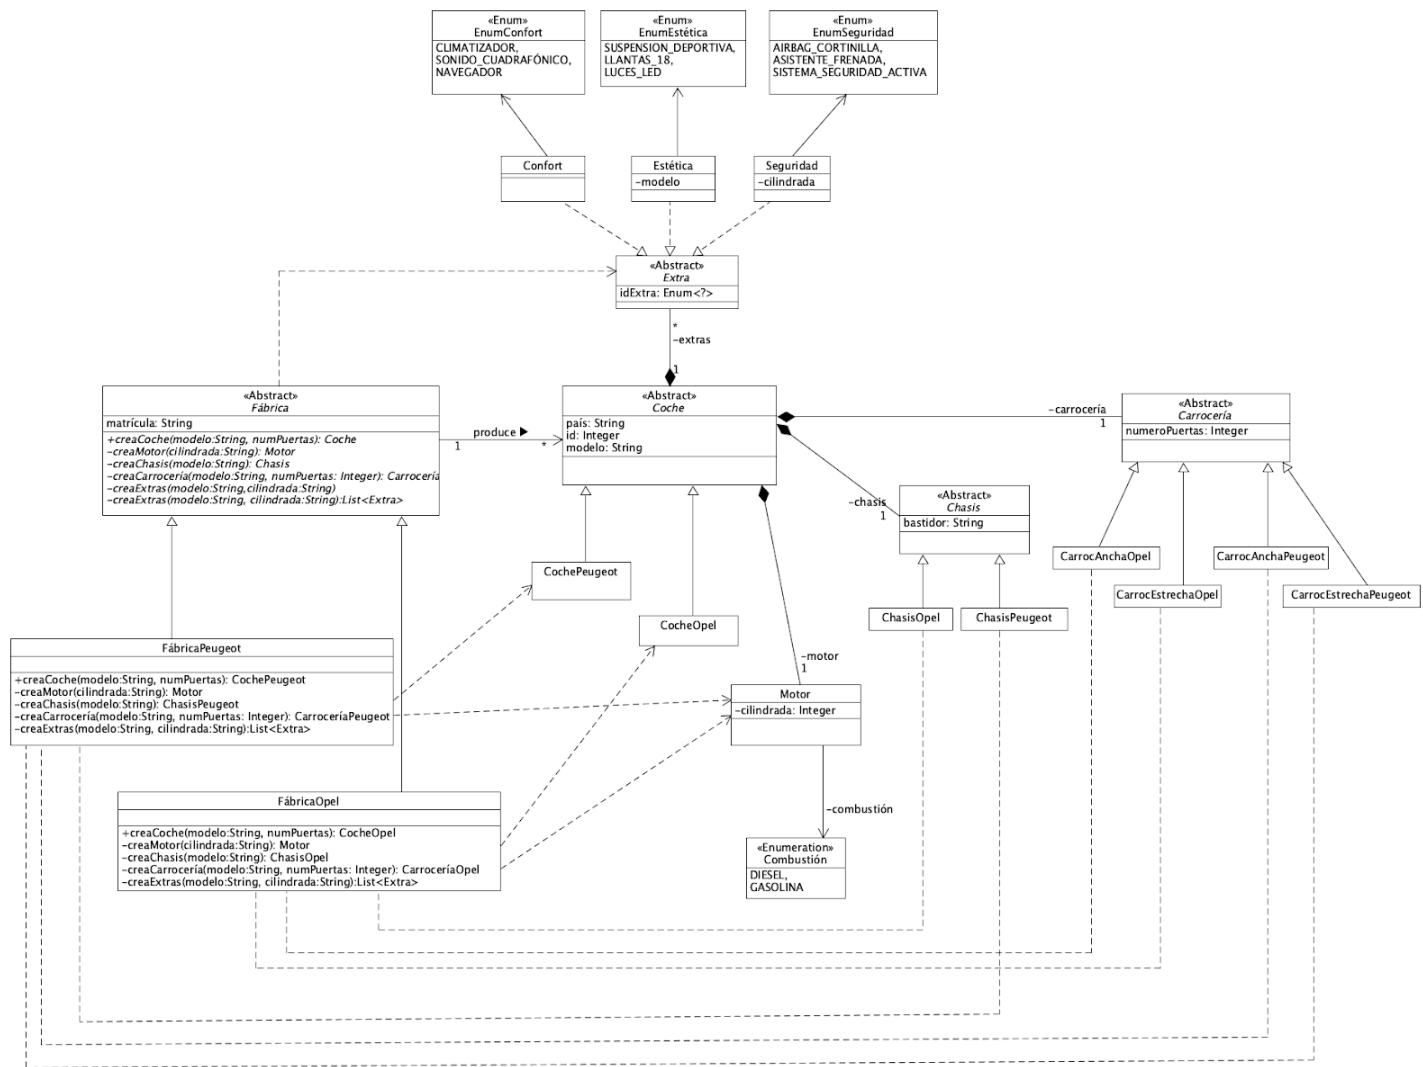 «Enum»
EnumConfort
CLIMATIZADOR,
SONIDO_CUADRAFÓNICO,
NAVEGADOR
«Enum»
EnumEstética
SUSPENSION_DEPORTIVA,
LLANTAS_18,
LUCES_LED
«Enum»
EnumSeguridad
AIRBAG_CORTINILLA,
ASISTENTE_FRENADA,
SISTEMA_SEGURIDAD_ACTIVA
Confort
Estética
-modelo
Seguridad
-cilindrada
«Abstract»
Extra
idExtra: Enum<?>
*
-extras
1
«Abstract»
Fábrica
matrícula: String
+creaCoche(modelo:String, numPuertas): Coche
-creaMotor(cilindrada:String): Motor
-creaChasis(modelo:String): Chasis
-creaCarrocería(modelo:String, numPuertas: Integer): Carrocería
-creaExtras(modelo:String,cilindrada:String)
-creaExtras(modelo:String, cilindrada:String):List<Extra>
produce ▶
1
*
«Abstract»
Coche
país: String
id: Integer
modelo: String
-carrocería
1
«Abstract»
Carrocería
numeroPuertas: Integer
-chasis
1
«Abstract»
Chasis
bastidor: String
CarrocAnchaOpel
CarrocAnchaPeugeot
CarrocEstrechaOpel
CarrocEstrechaPeugeot
CochePeugeot
CocheOpel
ChasisOpel
ChasisPeugeot
FábricaPeugeot
+creaCoche(modelo:String, numPuertas): CochePeugeot
-creaMotor(cilindrada:String): Motor
-creaChasis(modelo:String): ChasisPeugeot
-creaCarrocería(modelo:String, numPuertas: Integer): CarroceríaPeugeot
-creaExtras(modelo:String, cilindrada:String):List<Extra>
-motor
1
Motor
-cilindrada: Integer
FábricaOpel
+creaCoche(modelo:String, numPuertas): CocheOpel
-creaMotor(cilindrada:String): Motor
-creaChasis(modelo:String): ChasisOpel
-creaCarrocería(modelo:String, numPuertas: Integer): CarroceríaOpel
-creaExtras(modelo:String, cilindrada:String):List<Extra>
-combustión
«Enumeration»
Combustión
DIESEL,
GASOLINA